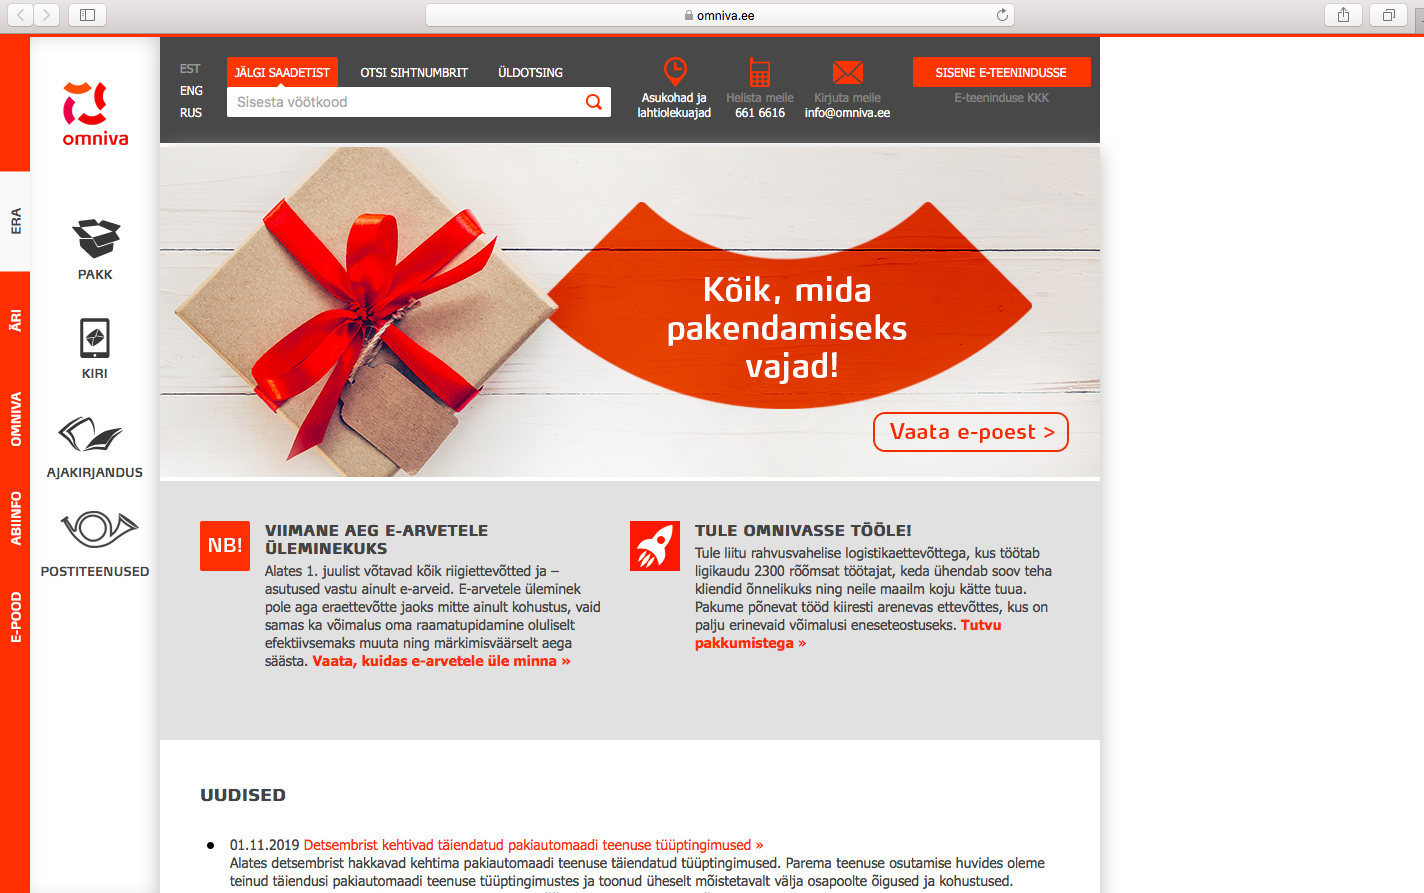 omniva.ee
omniva
ERA
ÄRI
OMNIVA
ABIINFO
E-POOD
PAKK
KIRI
AJAKIRJANDUS
POSTITEENUSED
EST
ENG
RUS
JÄLGI SAADETIST
OTSI SIHTNUMBRIT
ÜLDOTSING
Sisesta vöötkood
Asukohad ja
lahtiolekuajad
Helista meile
661 6616
Kirjuta meile
info@omniva.ee
SISENE E-TEENINDUSSE
E-teeninduse KKK
Kõik, mida
pakendamiseks
vajad!
Vaata e-poest >
NB!
VIIMANE AEG E-ARVETELE
ÜLEMINEKUKS
Alates 1. juulist võtavad kõik riigiettevõtted ja –
asutused vastu ainult e-arveid. E-arvetele üleminek
pole aga eraettevõtte jaoks mitte ainult kohustus, vaid
samas ka võimalus oma raamatupidamine oluliselt
efektiivsemaks muuta ning märkimisväärselt aega
säästa. Vaata, kuidas e-arvetele üle minna »
TULE OMNIVASSE TÖÖLE!
Tule liitu rahvusvahelise logistikaettevõttega, kus töötab
ligikaudu 2300 rõõmsat töötajat, keda ühendab soov teha
kliendid õnnelikuks ning neile maailm koju kätte tuua.
Pakume põnevat tööd kiiresti arenevas ettevõttes, kus on
palju erinevaid võimalusi eneseteostuseks. Tutvu
pakkumistega »
UUDISED
01.11.2019 Detsembrist kehtivad täiendatud pakiautomaadi teenuse tüüptingimused »
Alates detsembrist hakkavad kehtima pakiautomaadi teenuse täiendatud tüüptingimused. Parema teenuse osutamise huvides oleme
teinud täiendusi pakiautomaadi teenuse tüüptingimustes ja toonud üheselt mõistetavalt välja osapoolte õigused ja kohustused.